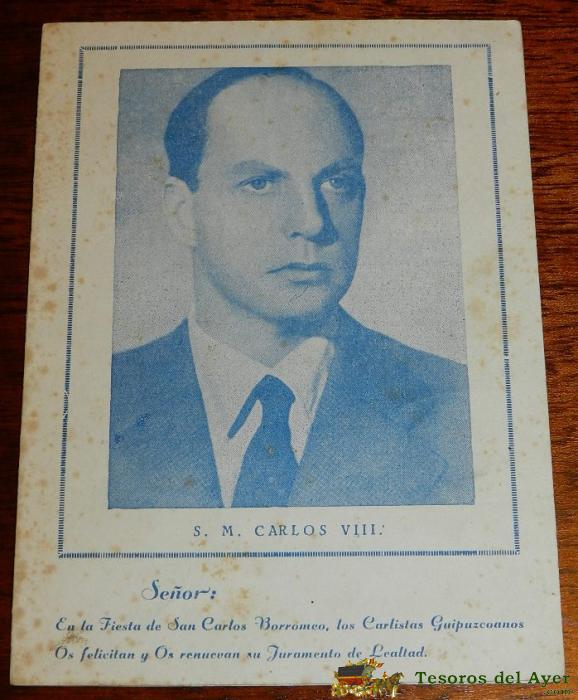 S. M. CARLOS VIII.
Señor:
En la Fiesta de San Carlos Borromeo, los Carlistas Guipuzcoanos
Os felicitan y Os renuevan su Juramento de Lealtad.
Tesoros del Ayer
.com